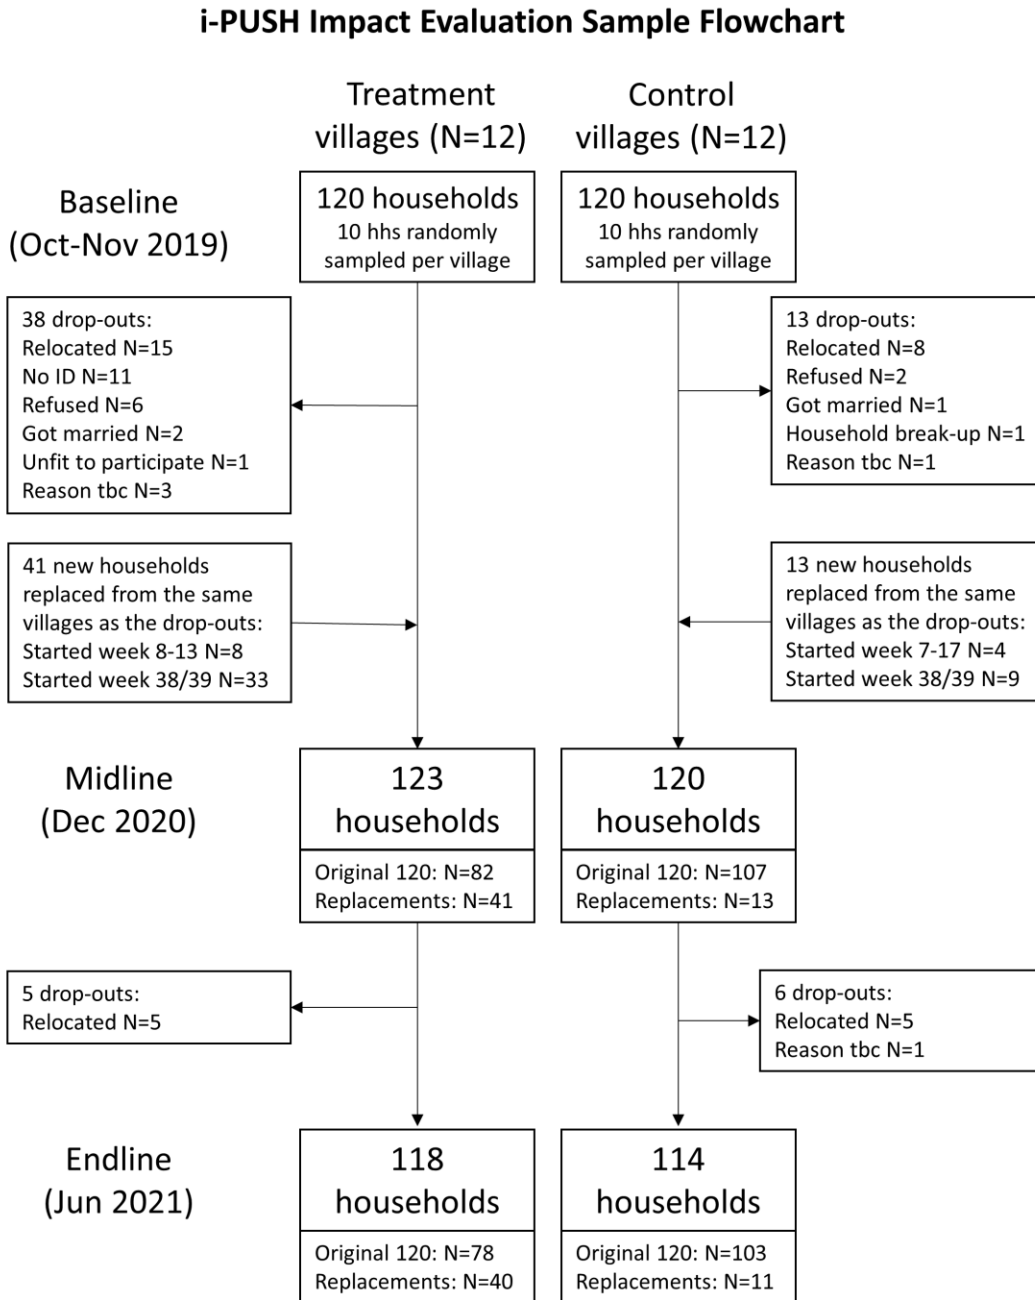 i-PUSH Impact Evaluation Sample Flowchart
Treatment
villages (N=12)
Control
villages (N=12)
Baseline
(Oct-Nov 2019)
120 households
10 hhs randomly
sampled per village
120 households
10 hhs randomly
sampled per village
38 drop-outs:
Relocated N=15
No ID N=11
Refused N=6
Got married N=2
Unfit to participate N=1
Reason tbc N=3
13 drop-outs:
Relocated N=8
Refused N=2
Got married N=1
Household break-up N=1
Reason tbc N=1
41 new households
replaced from the same
villages as the drop-outs:
Started week 8-13 N=8
Started week 38/39 N=33
13 new households
replaced from the same
villages as the drop-outs:
Started week 7-17 N=4
Started week 38/39 N=9
Midline
(Dec 2020)
123
households
Original 120: N=82
Replacements: N=41
120
households
Original 120: N=107
Replacements: N=13
5 drop-outs:
Relocated N=5
6 drop-outs:
Relocated N=5
Reason tbc N=1
Endline
(Jun 2021)
118
households
Original 120: N=78
Replacements: N=40
114
households
Original 120: N=103
Replacements: N=11